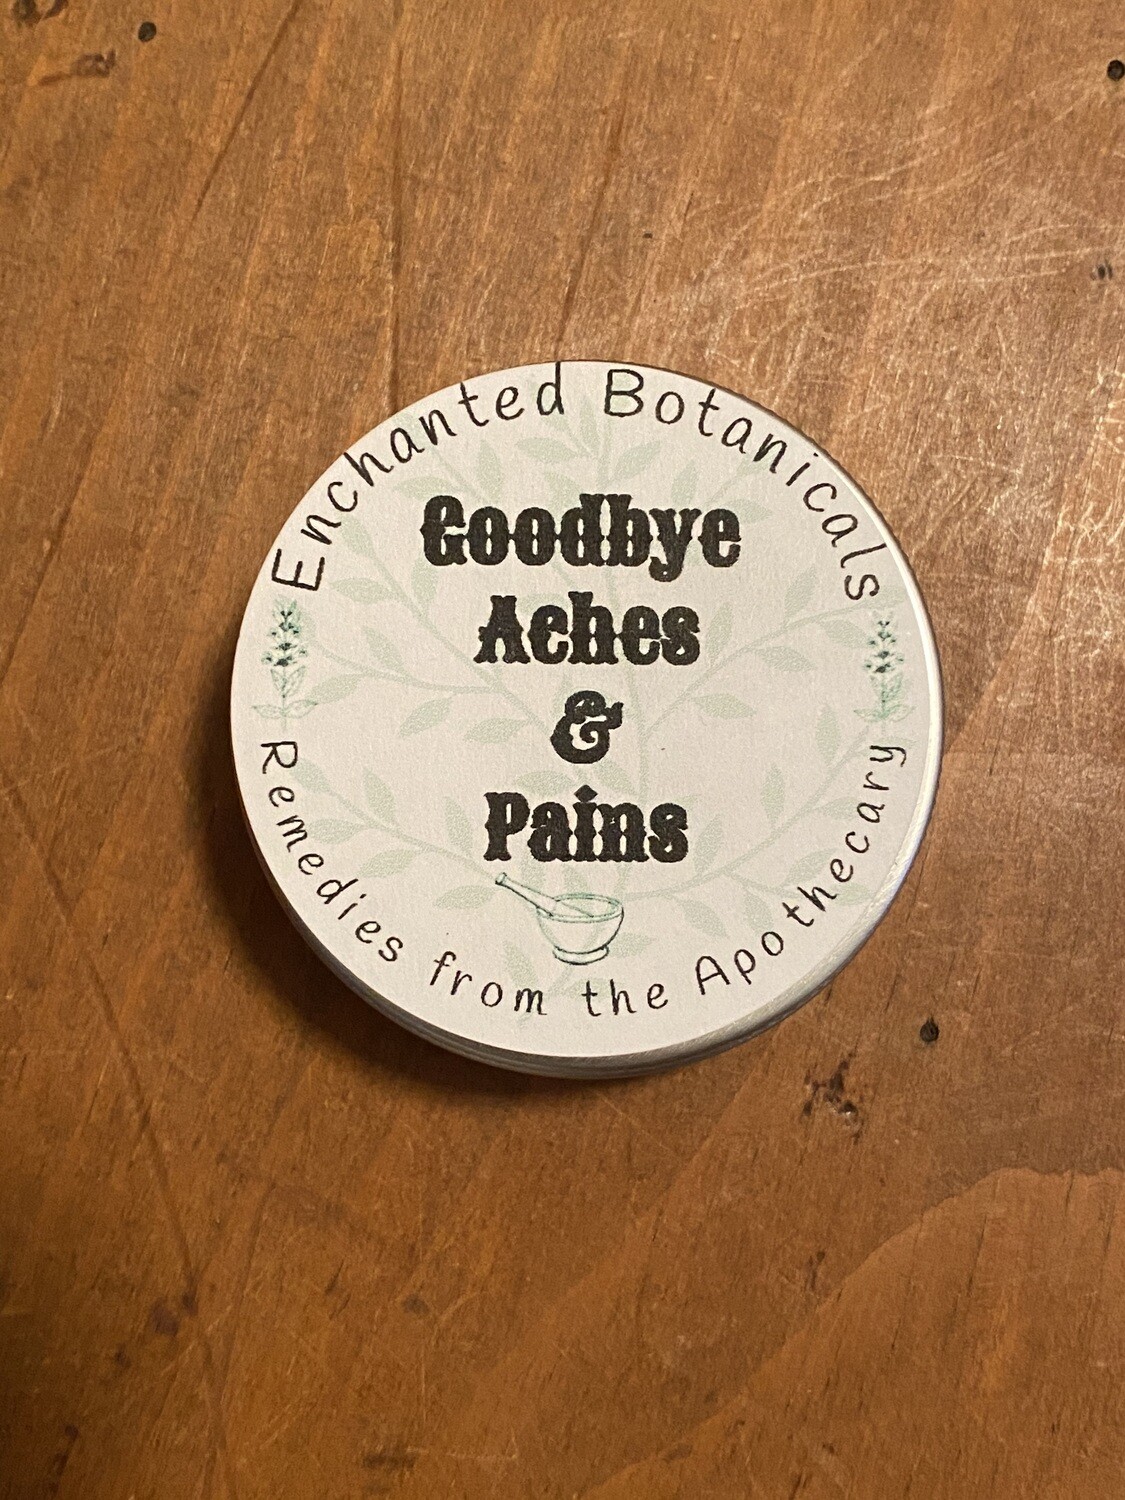 Enchanted Botanicals
Goodbye
Aches
&
Pains
Remedies from the Apothecary